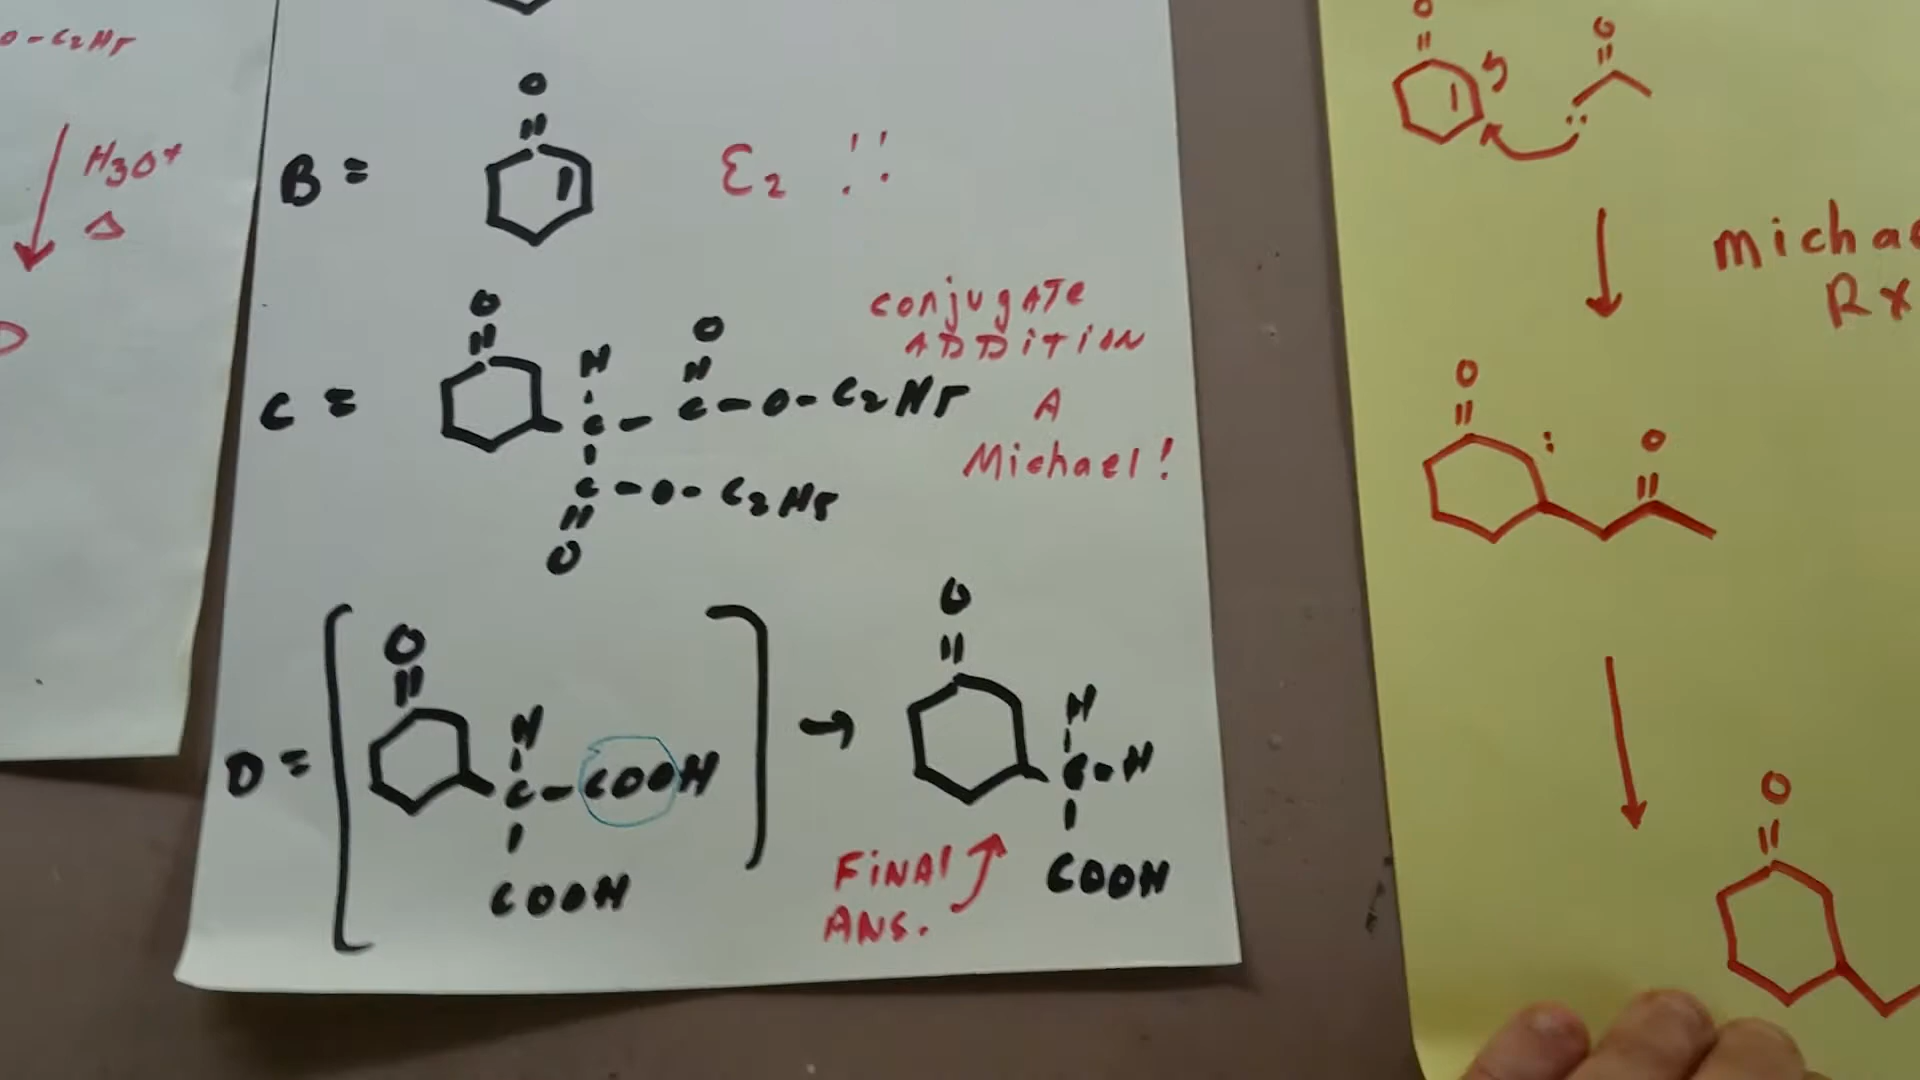 O-C2H5
H3O+
Δ
O
B =
E2 !!
O
C =
H
O
C - C - O - C2H5
C - O - C2H5
O
CONJUGATE
ADDITION
A
Michael!
O
D =
H
C - COOH
COOH
→
O
H
C - H
COOH
FINAL
ANS.
O
O
Michae
Rx
O
O
O